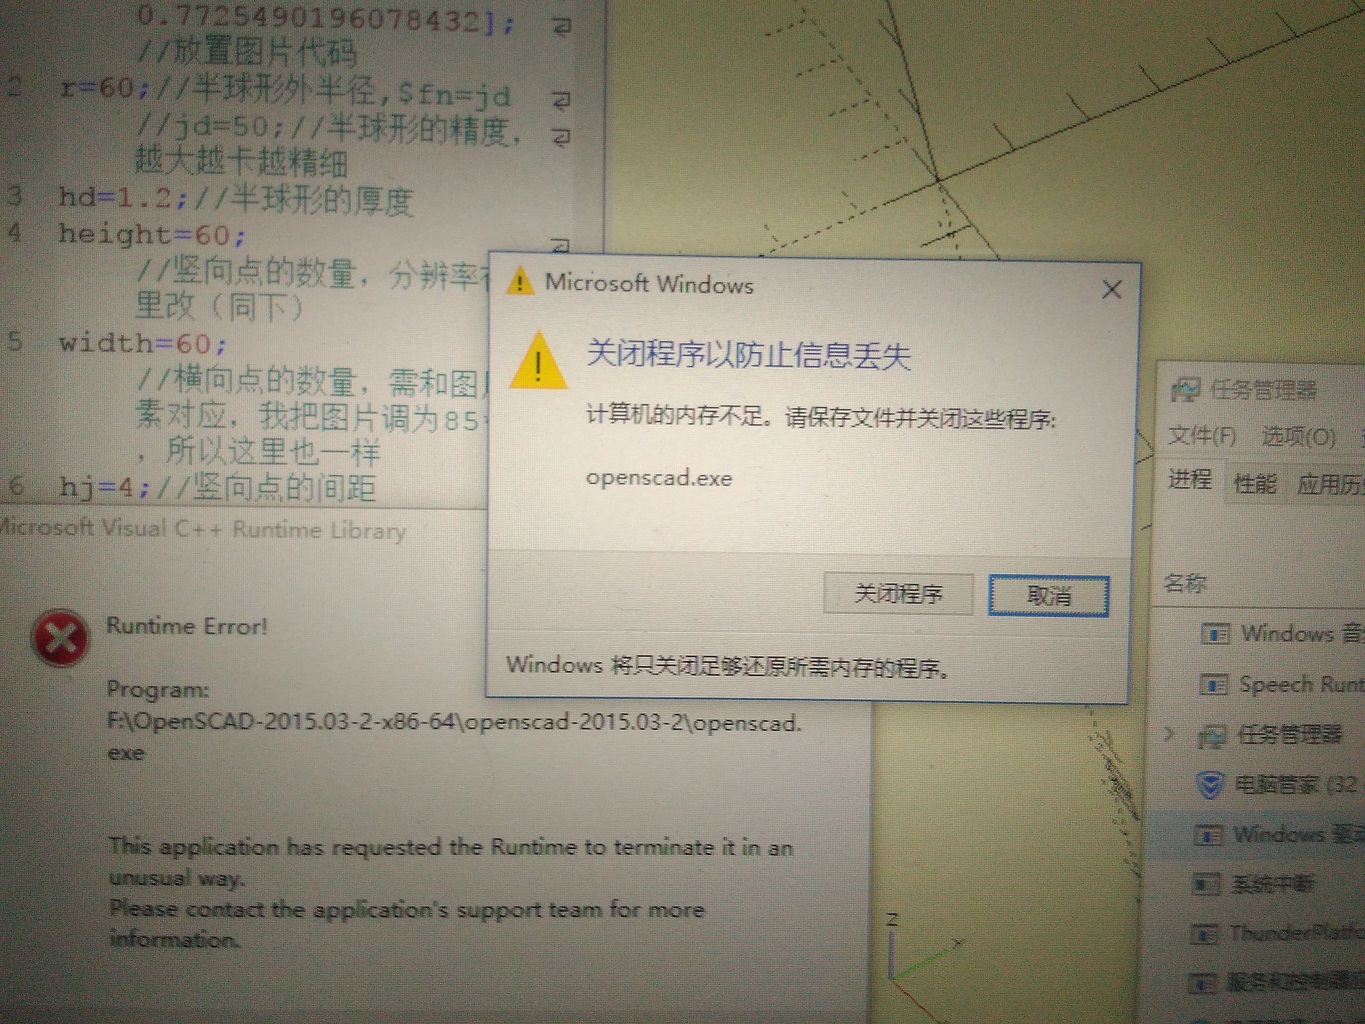 0.7725490196078432];
//放置图片代码
2 r=60;//半球形外半径,$fn=jd
//jd=50;//半球形的精度,
越大越卡越精细
3 hd=1.2;//半球形的厚度
4 height=60;
//竖向点的数量，分辨率在
里改（同下）
5 width=60;
//横向点的数量，需和图
素对应，我把图片调为85
，所以这里也一样
6 hj=4;//竖向点的间距
Microsoft Windows
关闭程序以防止信息丢失
计算机的内存不足。请保存文件并关闭这些程序:
openscad.exe
关闭程序 取消
Windows 将只关闭足够还原所需内存的程序。
Microsoft Visual C++ Runtime Library
Runtime Error!
Program:
F:\OpenSCAD-2015.03-2-x86-64\openscad-2015.03-2\openscad.
exe
This application has requested the Runtime to terminate it in an
unusual way.
Please contact the application's support team for more
information.
Z
任务管理器
文件(F) 选项(O)
进程 性能 应用历
名称
Windows 音
Speech Runt
任务管理器
电脑管家 (32
Windows 驱
系统中断
ThunderPlatfo
服务和控制器